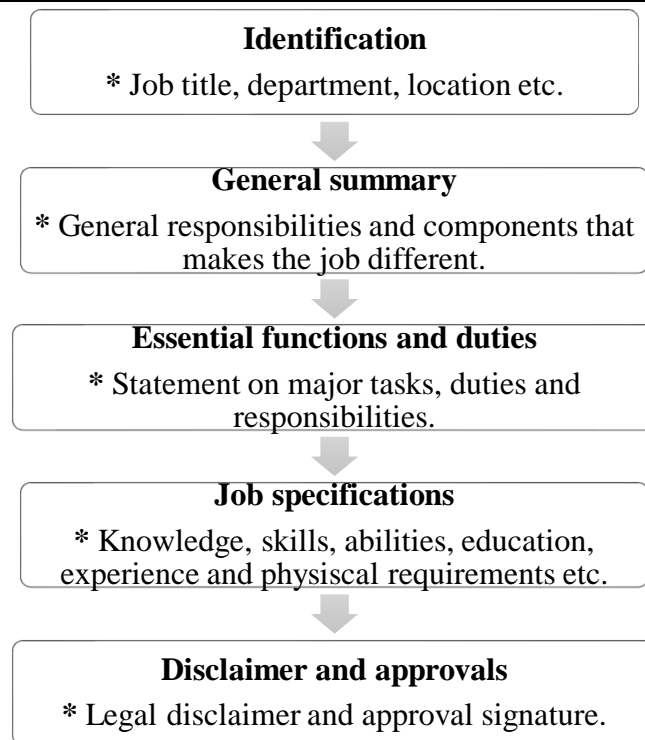 Identification
* Job title, department, location etc.
General summary
* General responsibilities and components that
makes the job different.
Essential functions and duties
* Statement on major tasks, duties and
responsibilities.
Job specifications
* Knowledge, skills, abilities, education,
experience and physiscal requirements etc.
Disclaimer and approvals
* Legal disclaimer and approval signature.